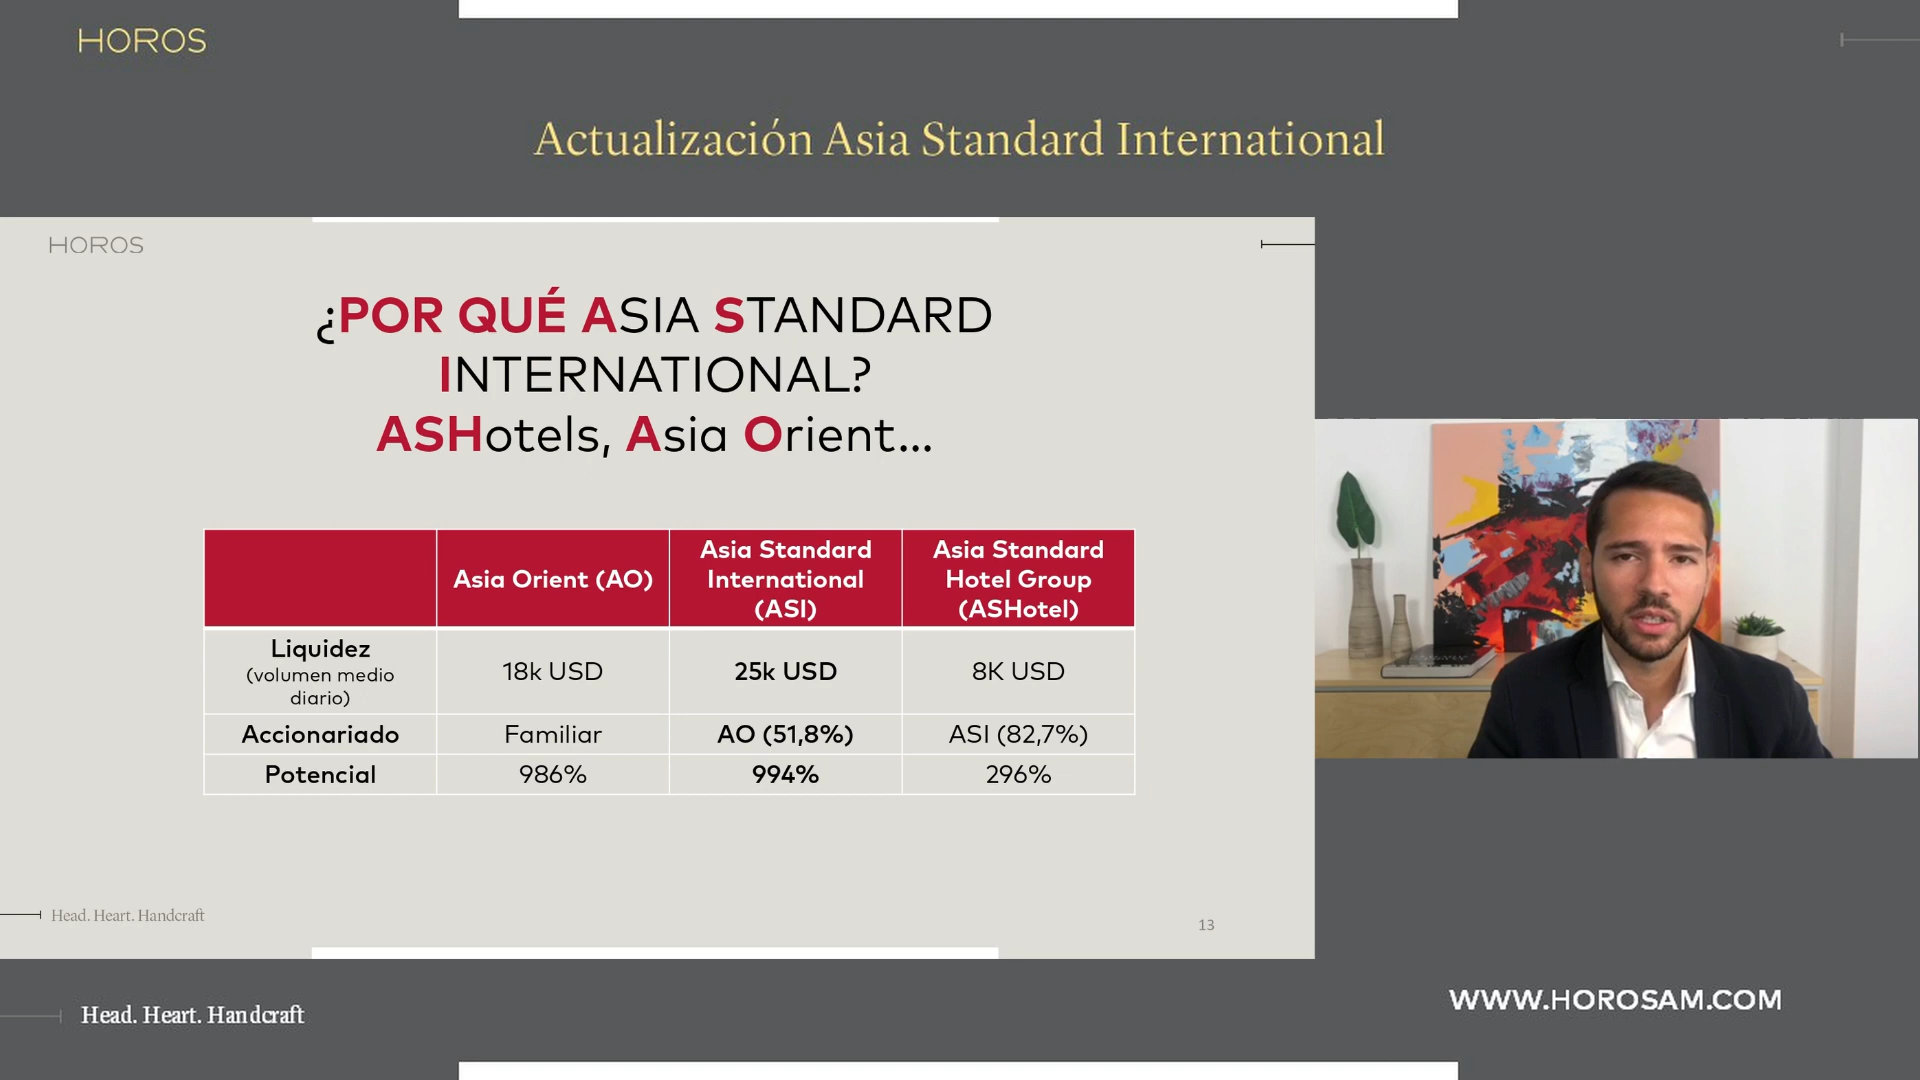 HOROS
Actualización Asia Standard International
HOROS
¿POR QUÉ ASIA STANDARD
INTERNATIONAL?
ASHotels, Asia Orient...
Asia Orient (AO)
Asia Standard
International
(ASI)
Asia Standard
Hotel Group
(ASHotel)
Liquidez
(volumen medio
diario)
18k USD
25k USD
8K USD
Accionariado
Familiar
AO (51,8%)
ASI (82,7%)
Potencial
986%
994%
296%
Head. Heart. Handcraft
13
Head. Heart. Handcraft
WWW.HOROSAM.COM